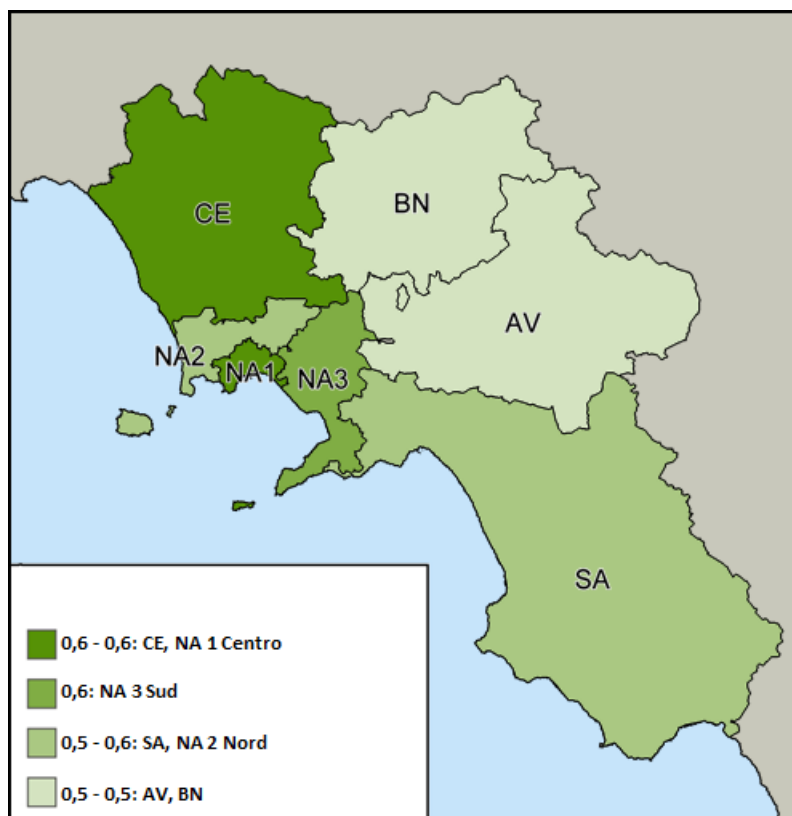 CE
BN
AV
NA2
NA1
NA3
SA
0,6 - 0,6: CE, NA 1 Centro
0,6: NA 3 Sud
0,5 - 0,6: SA, NA 2 Nord
0,5 - 0,5: AV, BN